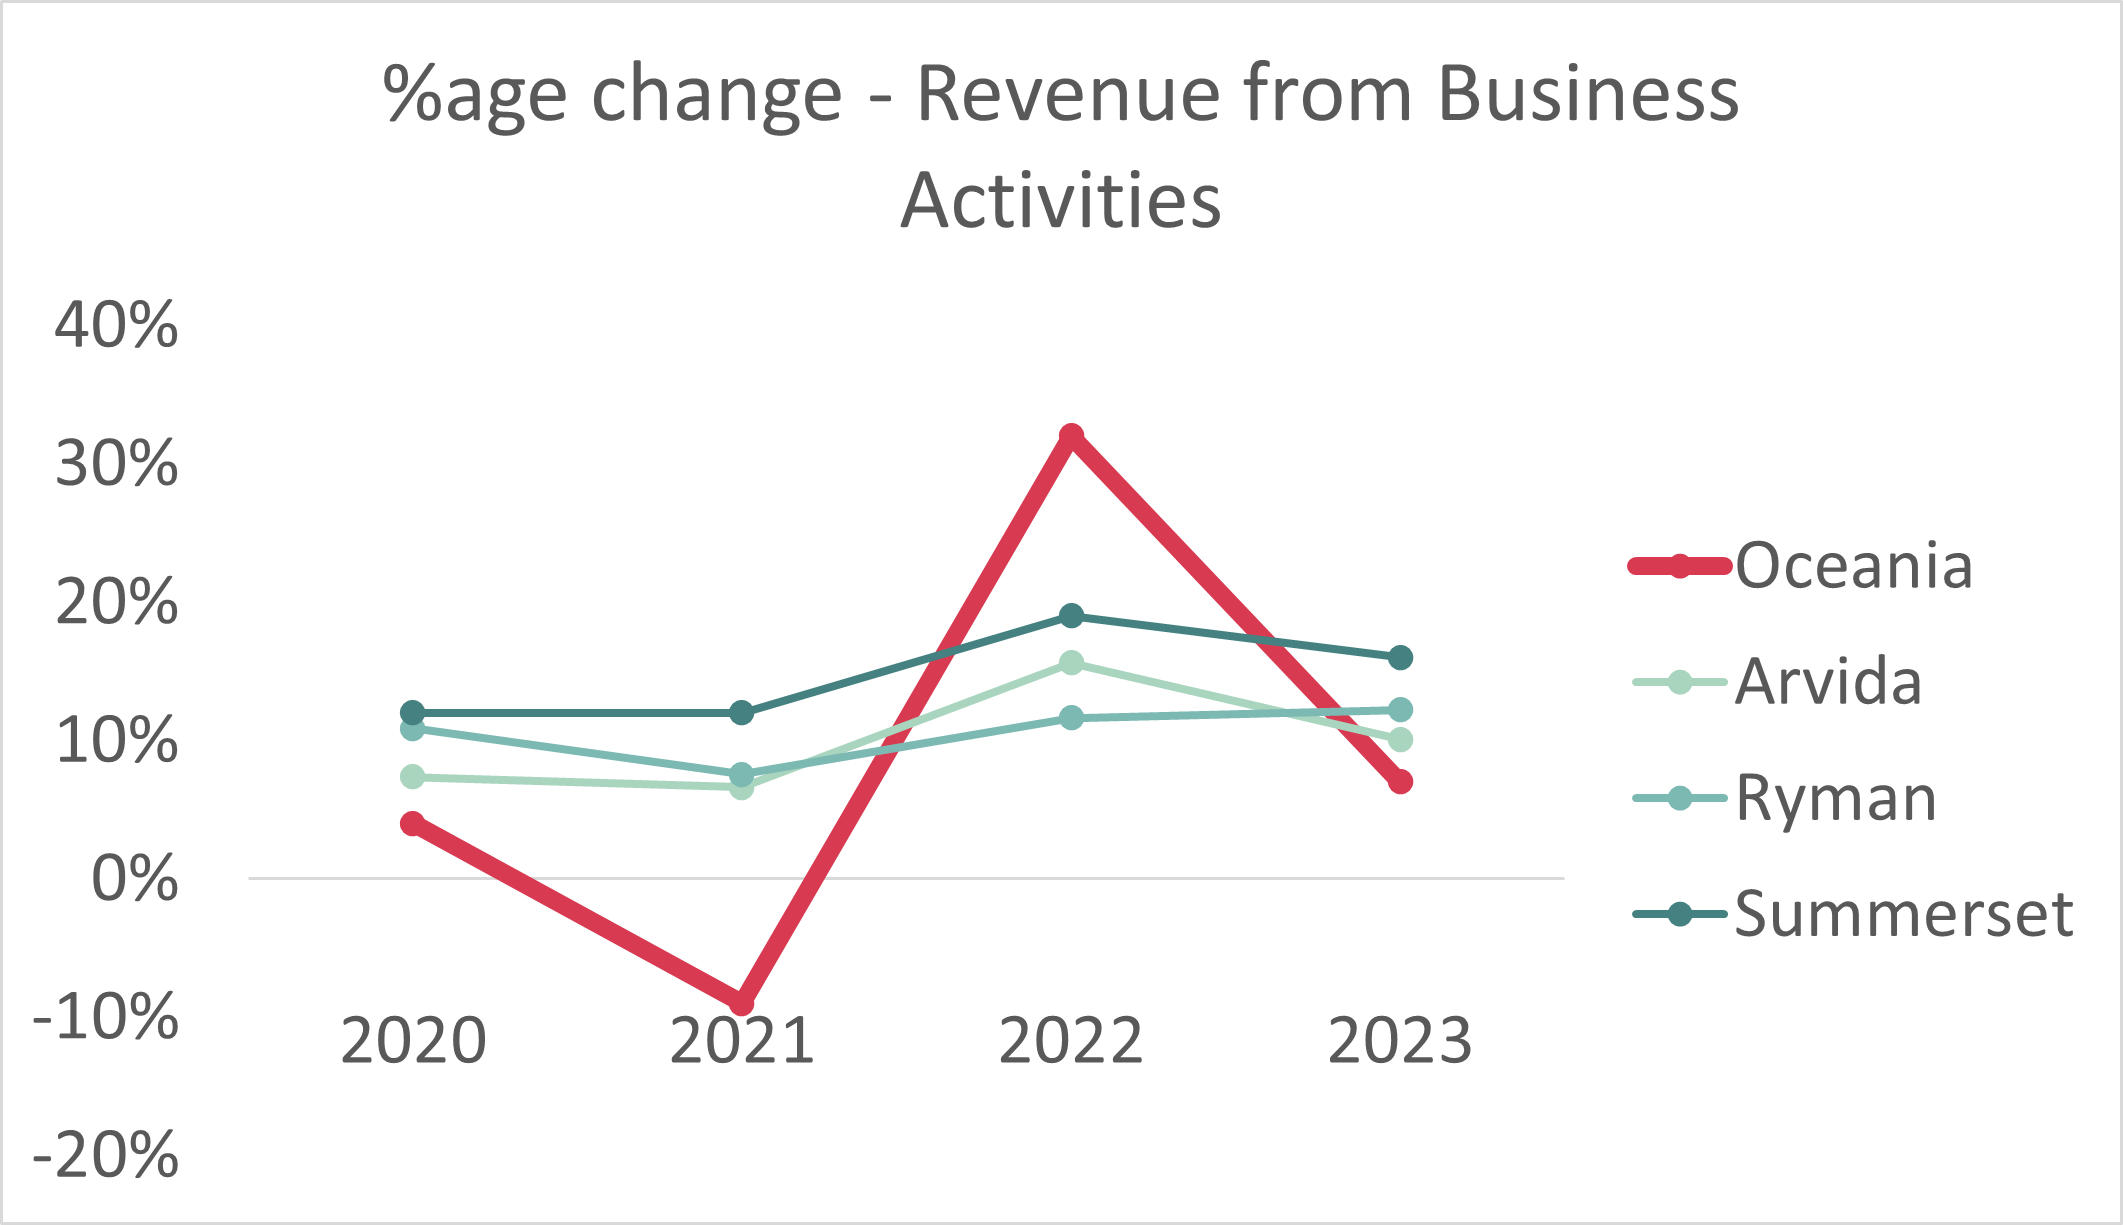 %age change - Revenue from Business
Activities
40%
30%
20%
10%
0%
-10%
-20%
2020 2021 2022 2023
Oceania
Arvida
Ryman
Summerset